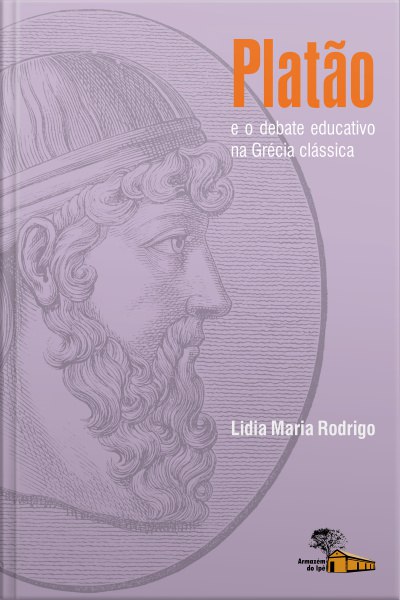 Platão
e o debate educativo
na Grécia clássica
Lidia Maria Rodrigo
Armazém
do Ipê